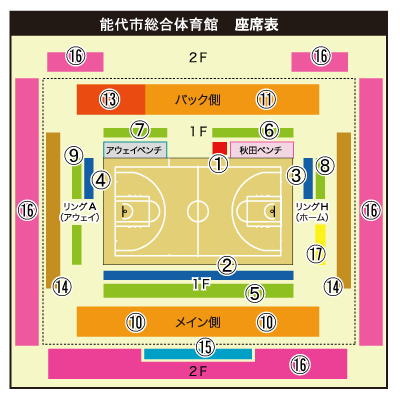 能代市総合体育館 座席表
⑯ 2F ⑯
⑬ バック側 ⑪
⑦ 1F ⑥
アウェイベンチ ① 秋田ベンチ
⑨ ④ ③ ⑧
リングA
(アウェイ)
リングH
(ホーム)
⑯ ⑯
⑰
②
1F
⑭ ⑤ ⑭
⑩ メイン側 ⑩
⑮
2F ⑯